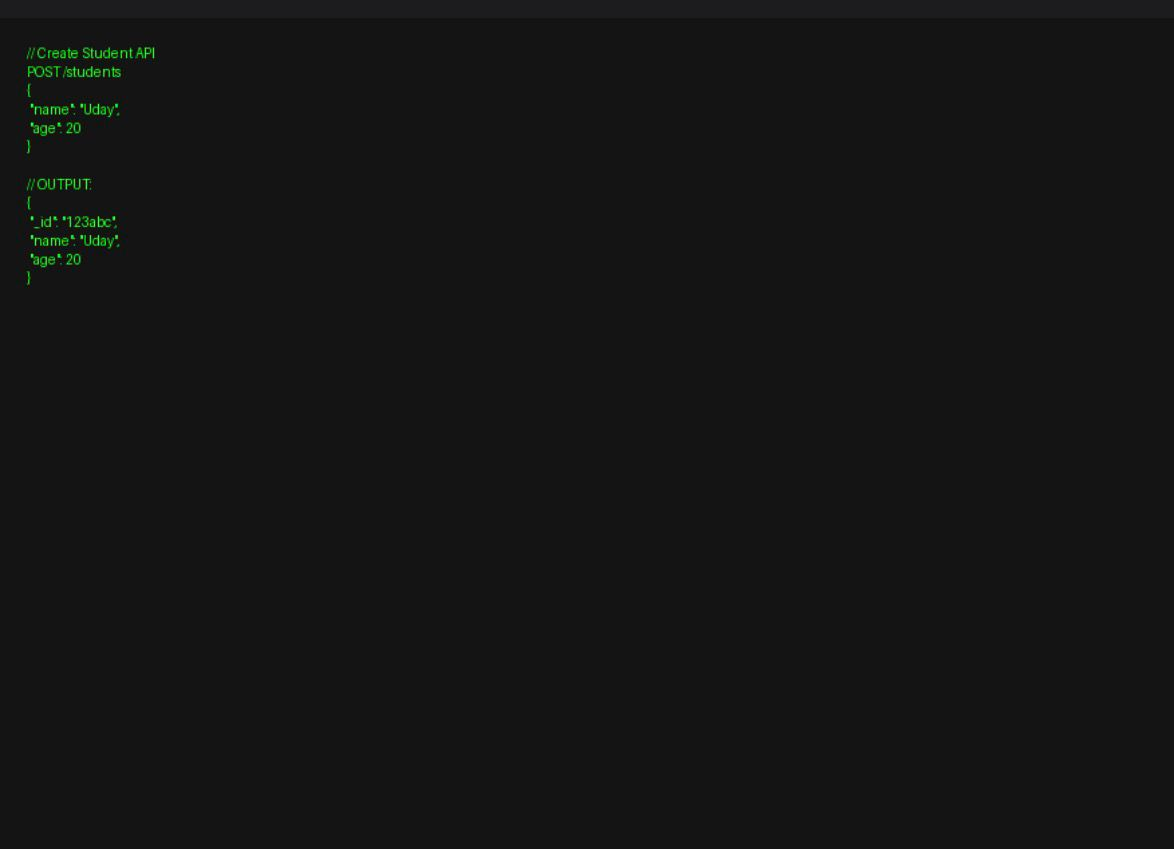 //Create Student API
POST /students
{
"name": "Uday",
"age": 20
}
//OUTPUT:
{
"_id": "123abc",
"name": "Uday",
"age": 20
}